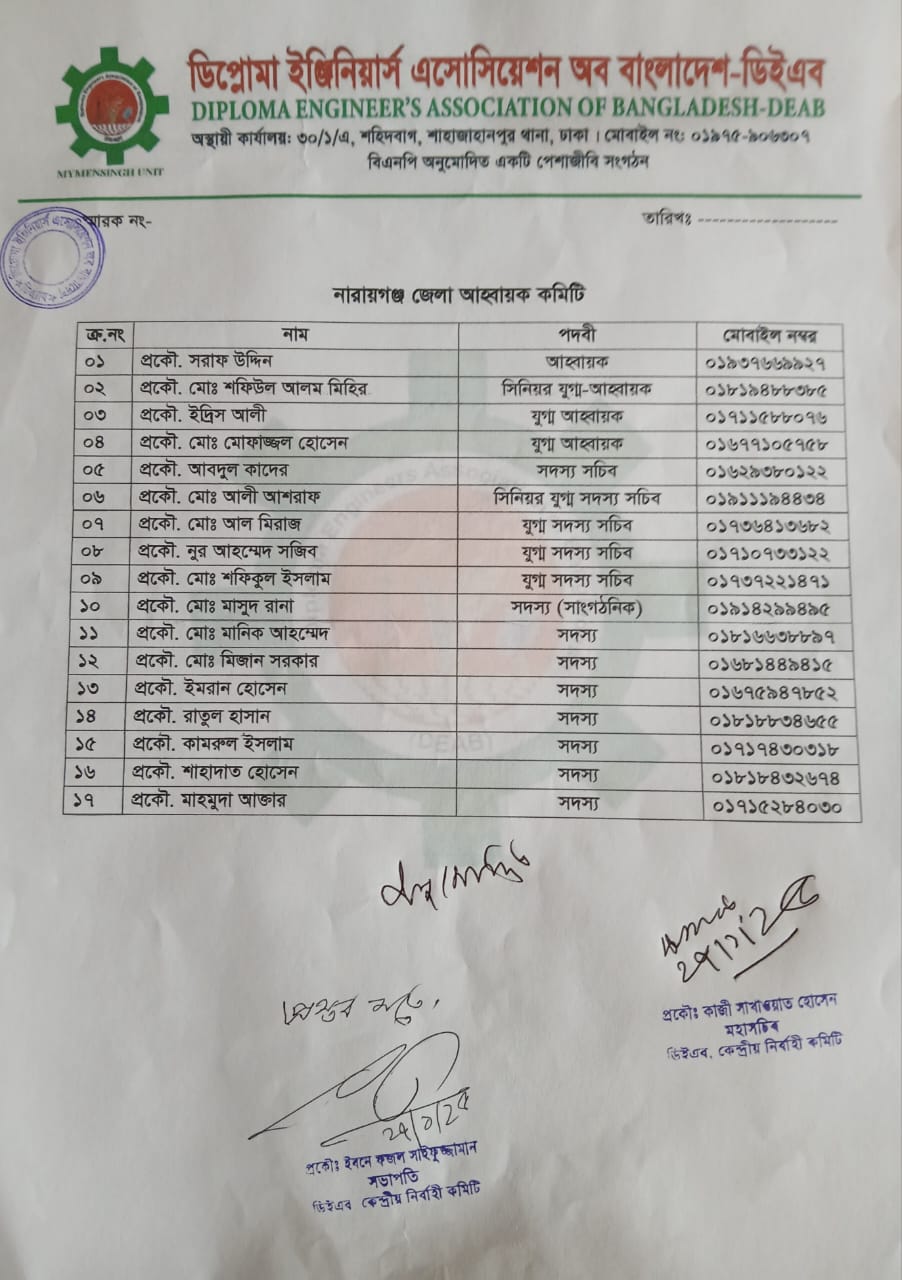 ডিপ্লোমা ইঞ্জিনিয়ার্স এসোসিয়েশন অব বাংলাদেশ-ডিইএব
DIPLOMA ENGINEER'S ASSOCIATION OF BANGLADESH-DEAB
অস্থায়ী কার্যালয়: ৩০/১/এ, শহিদবাগ, শাহজাহানপুর থানা, ঢাকা । মোবাইল নং: ০১৯৭৫-৯০৬৩০৭
বিএনপি অনুমোদিত একটি পেশাজীবি সংগঠন
MYMENSINGH UNIT
স্মারক নং-
তারিখঃ -------------------
নারায়গঞ্জ জেলা আহ্বায়ক কমিটি
ক্র.নং নাম পদবী মোবাইল নম্বর
০১ প্রকৌ. সরাফ উদ্দিন আহ্বায়ক ০১৯৩৭৬৬৯৯২৭
০২ প্রকৌ. মোঃ শফিউল আলম মিহির সিনিয়র যুগ্ম-আহ্বায়ক ০১৮১৯৪৮৮৩৮৫
০৩ প্রকৌ. ইদ্রিস আলী যুগ্ম আহ্বায়ক ০১৭১১৫৮৮০৭৬
০৪ প্রকৌ. মোঃ মোফাজ্জল হোসেন যুগ্ম আহ্বায়ক ০১৬৭৭১০৫৭৫৮
০৫ প্রকৌ. আবদুল কাদের সদস্য সচিব ০১৬২৯৩৮০১২২
০৬ প্রকৌ. মোঃ আলী আশরাফ সিনিয়র যুগ্ম সদস্য সচিব ০১৯১১১৯৪৪৩৪
০৭ প্রকৌ. মোঃ আল মিরাজ যুগ্ম সদস্য সচিব ০১৭৩৬৪১৩৬৮২
০৮ প্রকৌ. নূর আহম্মেদ সজিব যুগ্ম সদস্য সচিব ০১৭১০৭৩৩১২২
০৯ প্রকৌ. মোঃ শফিকুল ইসলাম যুগ্ম সদস্য সচিব ০১৭৩৭২২১৪৭১
১০ প্রকৌ. মোঃ মাসুদ রানা সদস্য (সাংগঠনিক) ০১৯১৪২৯৯৪৯৫
১১ প্রকৌ. মোঃ মানিক আহম্মেদ সদস্য ০১৮১৬৬৩৮৮৯৭
১২ প্রকৌ. মোঃ মিজান সরকার সদস্য ০১৬৮১৪৪৯৪১৫
১৩ প্রকৌ. ইমরান হোসেন সদস্য ০১৬৭৫৯৪৭৮৫২
১৪ প্রকৌ. রাতুল হাসান সদস্য ০১৮১৮৮৩৪৬৫৫
১৫ প্রকৌ. কামরুল ইসলাম সদস্য ০১৭১৭৪৩০৩১৮
১৬ প্রকৌ. শাহাদাত হোসেন সদস্য ০১৮১৮৪৩২৬৭৪
১৭ প্রকৌ. মাহমুদা আক্তার সদস্য ০১৭১৫২৮৪০৩০
(DEAB)
প্রকৌঃ কাজী সাখাওয়াত হোসেন
মহাসচিব
ডিইএব, কেন্দ্রীয় নির্বাহী কমিটি
প্রকৌঃ ইবনে ফজল সাইফুজ্জামান
সভাপতি
ডিইএব কেন্দ্রীয় নির্বাহী কমিটি